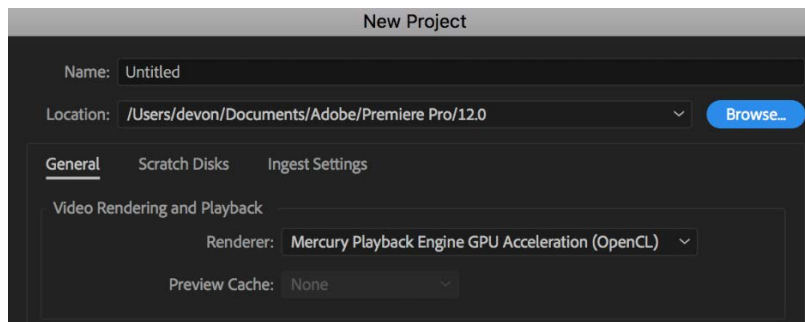 New Project
Name: Untitled
Location: /Users/devon/Documents/Adobe/Premiere Pro/12.0 Browse...
General Scratch Disks Ingest Settings
Video Rendering and Playback
Renderer: Mercury Playback Engine GPU Acceleration (OpenCL)
Preview Cache: None